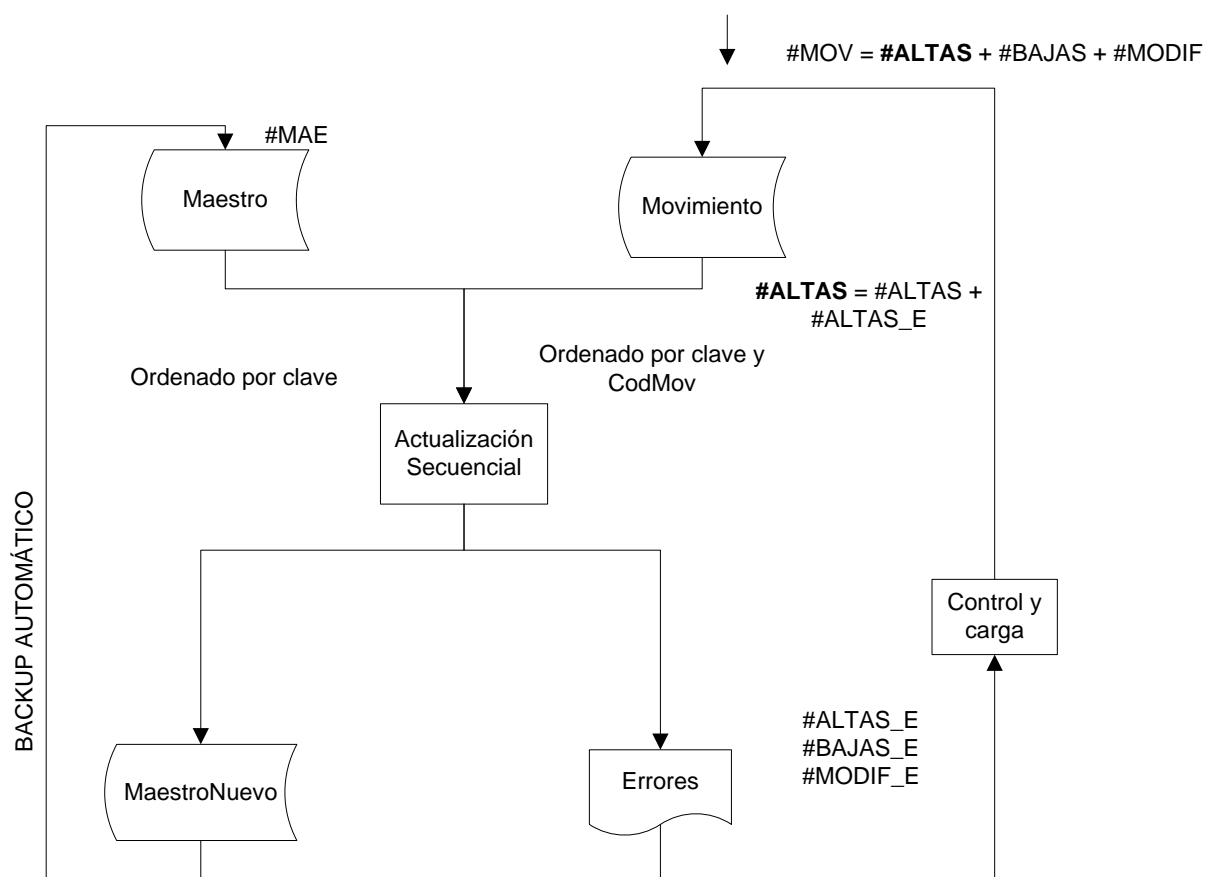 #MOV = #ALTAS + #BAJAS + #MODIF
#MAE
Maestro
Movimiento
#ALTAS = #ALTAS +
#ALTAS_E
Ordenado por clave
Ordenado por clave y
CodMov
Actualización
Secuencial
BACKUP AUTOMÁTICO
Control y
carga
#ALTAS_E
#BAJAS_E
#MODIF_E
MaestroNuevo
Errores